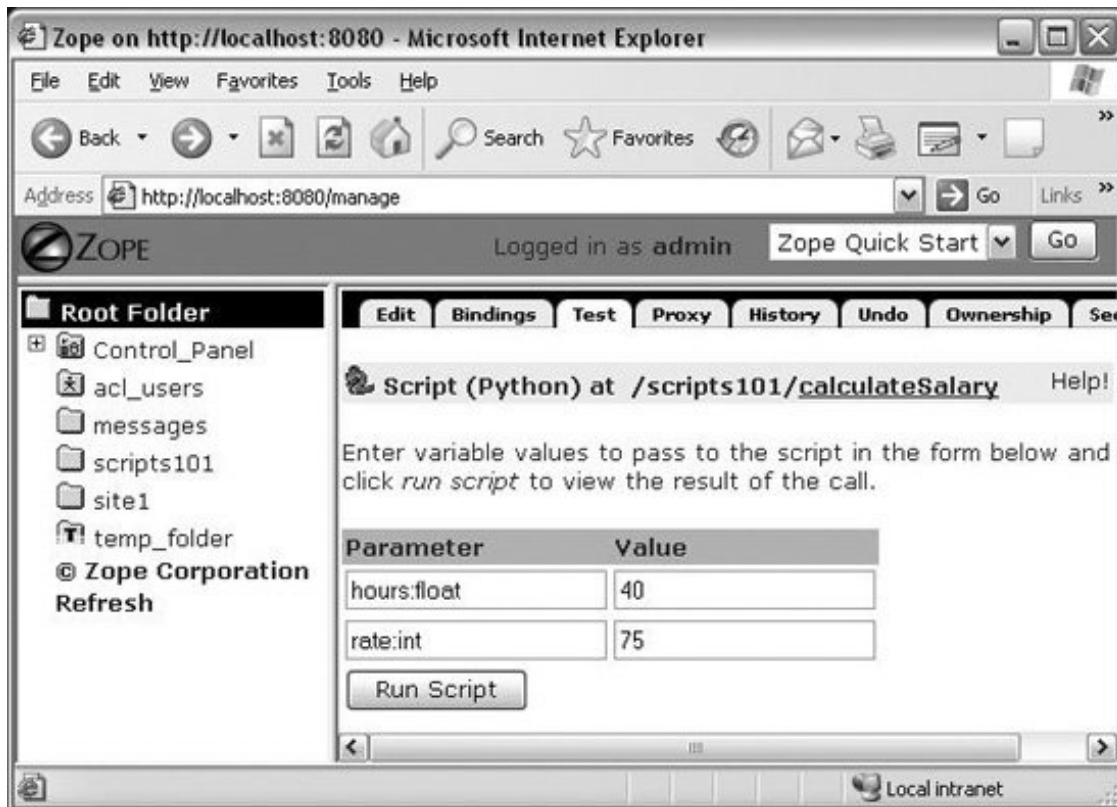 Zope on http://localhost:8080 - Microsoft Internet Explorer
File Edit View Favorites Tools Help
Back Search Favorites
Address http://localhost:8080/manage Go Links
ZOPE Logged in as admin Zope Quick Start Go
Root Folder
Control_Panel
acl_users
messages
scripts101
site1
temp_folder
© Zope Corporation
Refresh
Edit Bindings Test Proxy History Undo Ownership Sec
Script (Python) at /scripts101/calculateSalary Help!
Enter variable values to pass to the script in the form below and
click run script to view the result of the call.
Parameter Value
hours:float 40
rate:int 75
Run Script
Local intranet